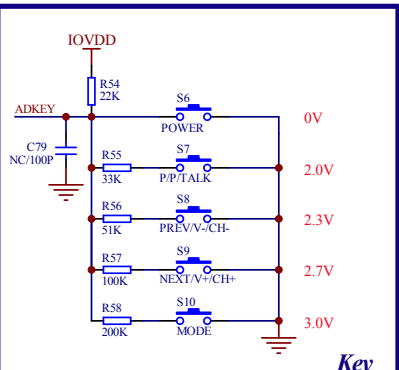 IOVDD
R54
22K
ADKEY
S6
POWER
0V
C79
NC/100P
R55
33K
S7
P/P/TALK
2.0V
R56
51K
S8
PREV/V-/CH-
2.3V
R57
100K
S9
NEXT/V+/CH+
2.7V
R58
200K
S10
MODE
3.0V
Key